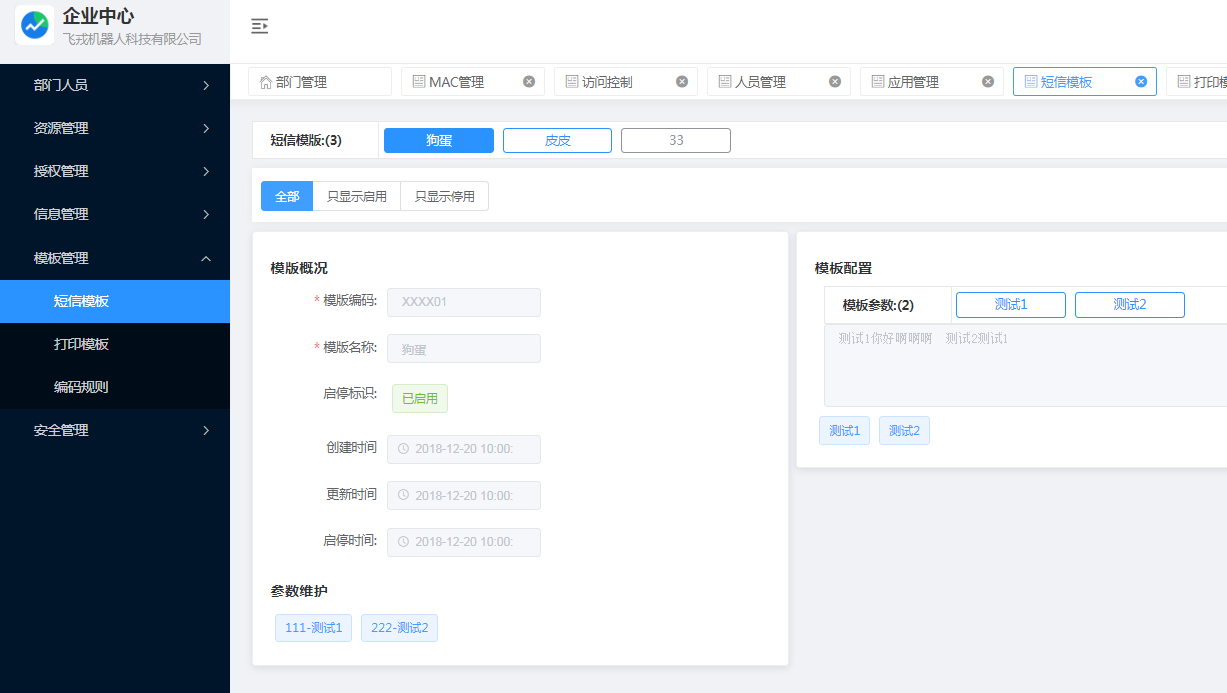 企业中心
飞戎机器人科技有限公司
部门人员
资源管理
授权管理
信息管理
模板管理
短信模板
打印模板
编码规则
安全管理
部门管理 MAC管理 访问控制 人员管理 应用管理 短信模板 打印模
短信模版:(3) 狗蛋 皮皮 33
全部 只显示启用 只显示停用
模版概况
* 模版编码: XXXX01
* 模版名称: 狗蛋
启停标识: 已启用
创建时间 2018-12-20 10:00:
更新时间 2018-12-20 10:00:
启停时间: 2018-12-20 10:00:
参数维护
111-测试1 222-测试2
模板配置
模板参数:(2) 测试1 测试2
测试1你好啊啊啊啊 测试2测试1
测试1 测试2